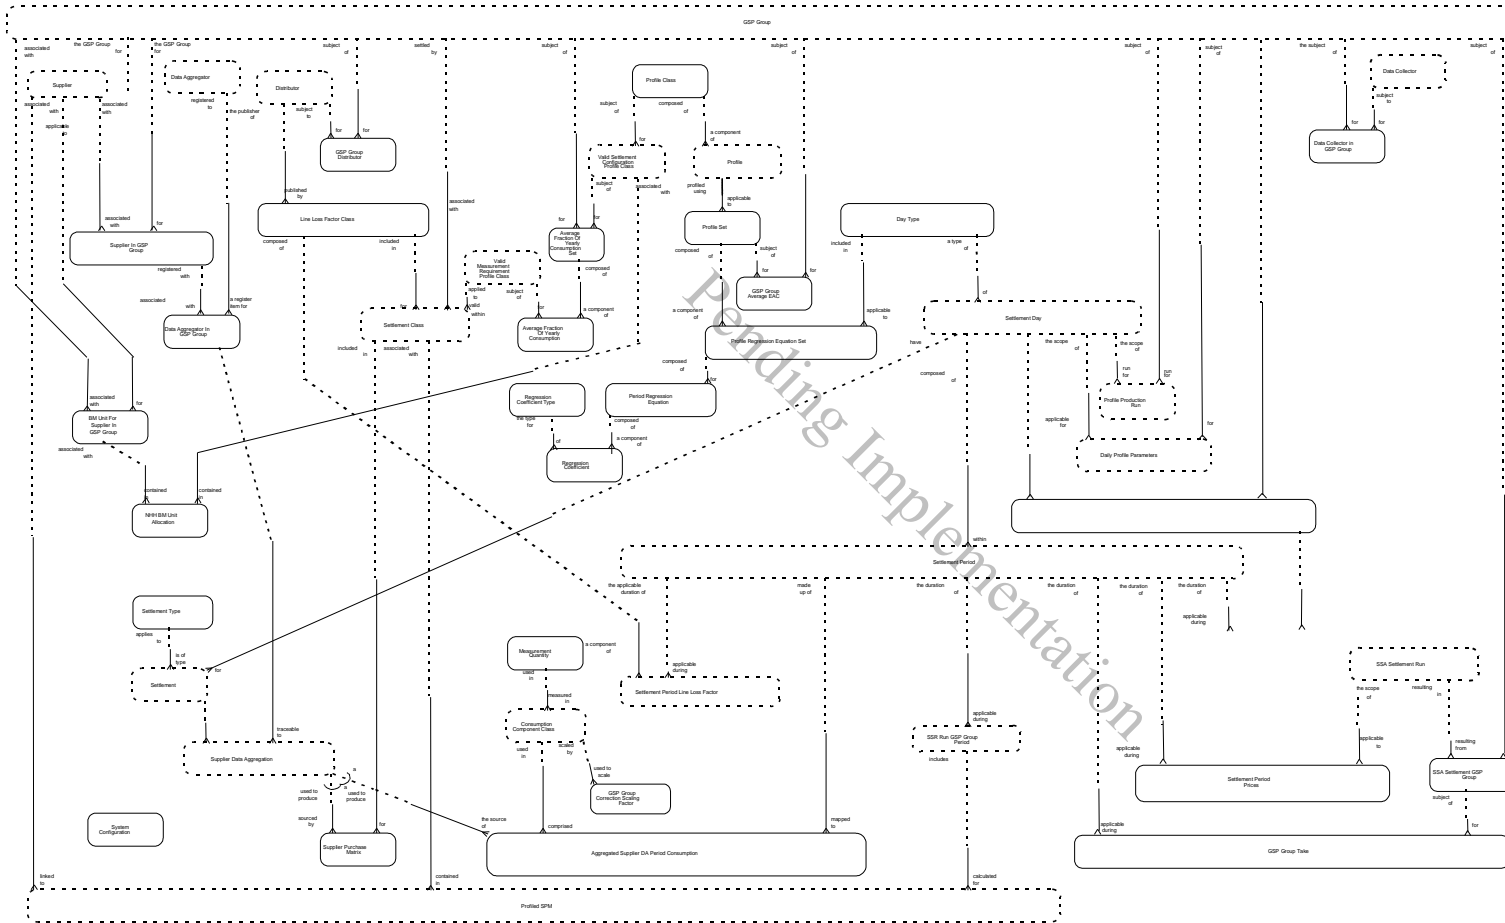 GSP Group
associated
with
the GSP Group
for
the GSP Group
for
subject
of
settled
by
subject
of
subject
of
subject
of
subject
of
the subject
of
subject
of
Supplier
Data Aggregator
Distributor
Profile Class
Data Collector
associated
with
applicable
to
associated
with
registered
to
the publisher
of
subject
to
subject
of
composed
of
subject
to
for
for
for
a component
of
for
for
GSP Group
Distributor
Valid Settlement
Configuration
Profile Class
Profile
Data Collector in
GSP Group
published
by
subject
of
associated
with
profiled
using
applicable
to
associated
with
for
associated
with
for
for
Line Loss Factor Class
Profile Set
Day Type
Supplier In GSP
Group
composed
of
included
in
Average
Fraction Of
Yearly
Consumption
Set
composed
of
subject
of
included
in
a type
of
registered
with
Valid
Measurement
Requirement
Profile Class
composed
of
for
for
of
associated
with
a register
item for
for
applied
to
valid
within
subject
of
for
a component
of
GSP Group
Average EAC
a component
of
applicable
to
Data Aggregator In
GSP Group
Settlement Class
Average Fraction
Of Yearly
Consumption
Profile Regression Equation Set
Settlement Day
included
in
associated
with
composed
of
for
have
composed
of
the scope
of
the scope
of
run
for
run
for
associated
with
for
Regression
Coefficient Type
Period Regression
Equation
Profile Production
Run
BM Unit For
Supplier In
GSP Group
the type
for
composed
of
applicable
for
for
associated
with
of
a component
of
Regression
Coefficient
Daily Profile Parameters
contained
in
contained
in
NHH BM Unit
Allocation
Pending Implementation
within
Settlement Period
the applicable
duration of
made
up of
the duration
of
the duration
of
the duration
of
the duration
of
applicable
during
Settlement Type
applies
to
is of
type
for
Settlement
Measurement
Quantity
a component
of
used
in
measured
in
applicable
during
Settlement Period Line Loss Factor
SSA Settlement Run
the scope
of
resulting
in
traceable
to
Consumption
Component Class
used
in
scaled
by
applicable
during
SSR Run GSP Group
Period
includes
applicable
during
applicable
to
resulting
from
Supplier Data Aggregation
a
a
used to
produce
used to
produce
used to
scale
GSP Group
Correction Scaling
Factor
Settlement Period
Prices
SSA Settlement GSP
Group
subject
of
System
Configuration
sourced
by
for
the source
of
comprised
mapped
to
applicable
during
for
Supplier Purchase
Matrix
Aggregated Supplier DA Period Consumption
GSP Group Take
linked
to
contained
in
calculated
for
Profiled SPM